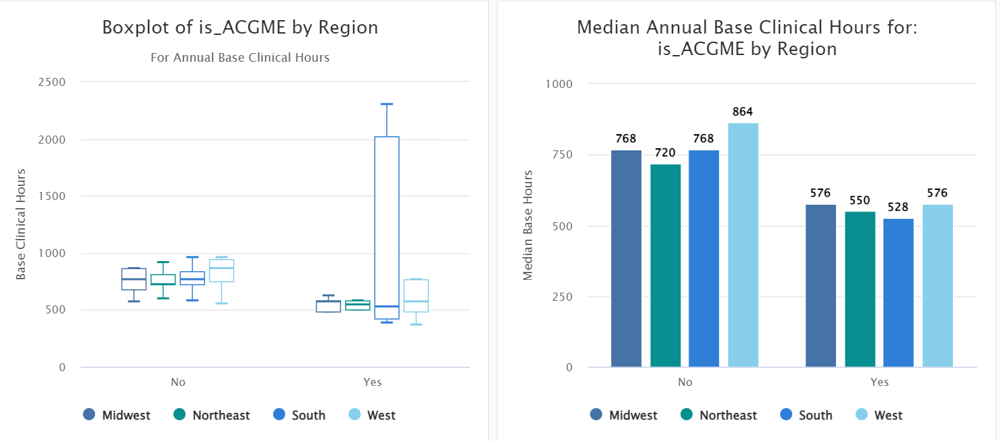 Boxplot of is_ACGME by Region
For Annual Base Clinical Hours
2500
2000
1500
1000
500
0
Base Clinical Hours
No
Yes
Midwest
Northeast
South
West
Median Annual Base Clinical Hours for:
is_ACGME by Region
1000
750
500
250
0
Median Base Hours
768
720
768
864
576
550
528
576
No
Yes
Midwest
Northeast
South
West